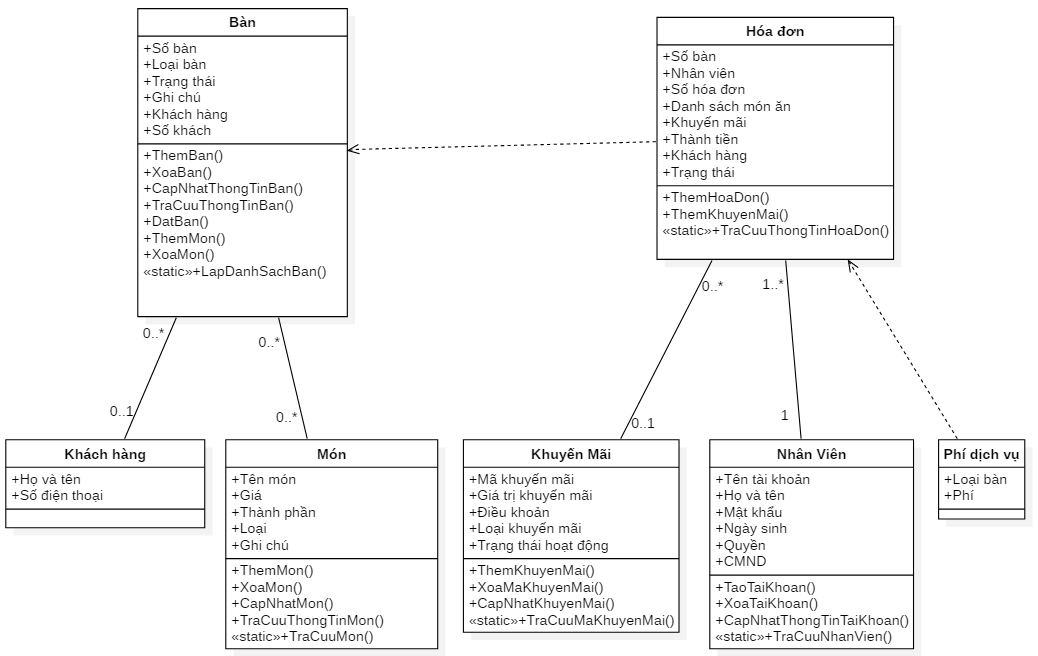 Bàn
+Số bàn
+Loại bàn
+Trạng thái
+Ghi chú
+Khách hàng
+Số khách
+ThemBan()
+XoaBan()
+CapNhatThongTinBan()
+TraCuuThongTinBan()
+DatBan()
+ThemMon()
+XoaMon()
«static»+LapDanhSachBan()
Hóa đơn
+Số bàn
+Nhân viên
+Số hóa đơn
+Danh sách món ăn
+Khuyến mãi
+Thành tiền
+Khách hàng
+Trạng thái
+ThemHoaDon()
+ThemKhuyenMai()
«static»+TraCuuThongTinHoaDon()
0..*
0..*
0..*
1..*
0..1
0..*
0..1
1
Khách hàng
+Họ và tên
+Số điện thoại
Món
+Tên món
+Giá
+Thành phần
+Loại
+Ghi chú
+ThemMon()
+XoaMon()
+CapNhatMon()
+TraCuuThongTinMon()
«static»+TraCuuMon()
Khuyến Mãi
+Mã khuyến mãi
+Giá trị khuyến mãi
+Điều khoản
+Loại khuyến mãi
+Trạng thái hoạt động
+ThemKhuyenMai()
+XoaMaKhuyenMai()
+CapNhatKhuyenMai()
«static»+TraCuuMaKhuyenMai()
Nhân Viên
+Tên tài khoản
+Họ và tên
+Mật khẩu
+Ngày sinh
+Quyền
+CMND
+TaoTaiKhoan()
+XoaTaiKhoan()
+CapNhatThongTinTaiKhoan()
«static»+TraCuuNhanVien()
Phí dịch vụ
+Loại bàn
+Phí